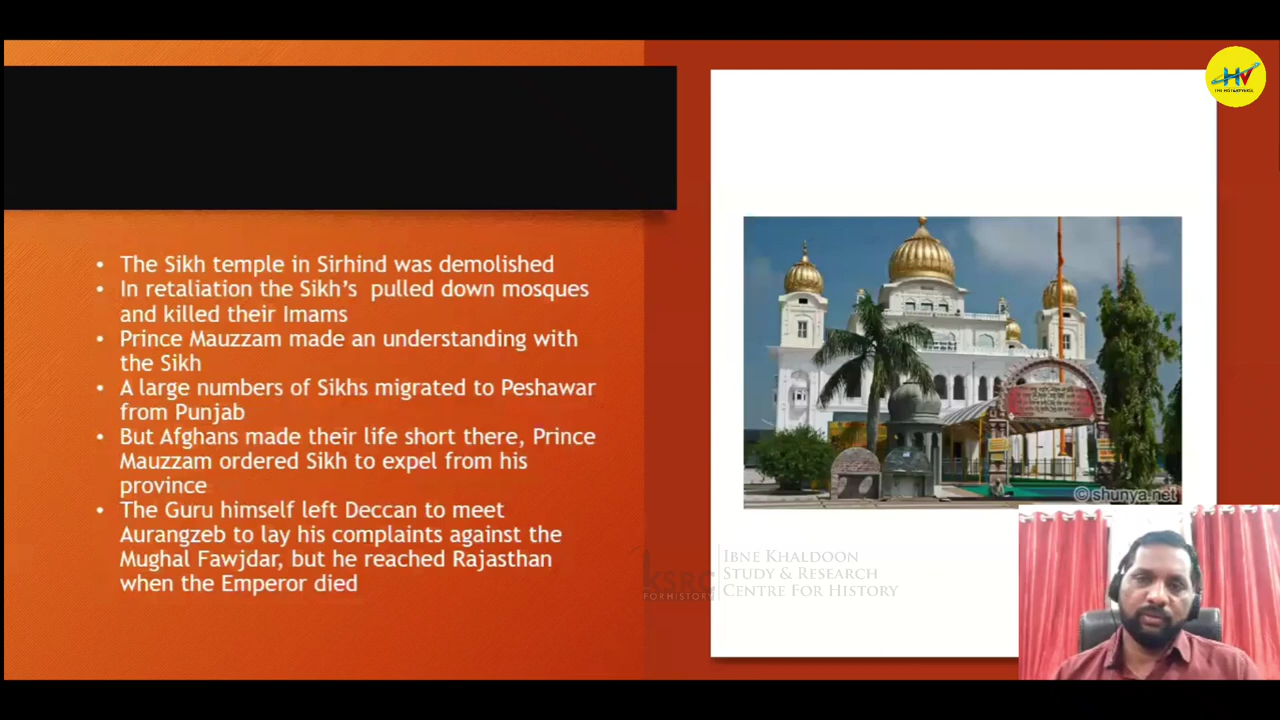 HV
• The Sikh temple in Sirhind was demolished
• In retaliation the Sikh's pulled down mosques
and killed their Imams
• Prince Mauzzam made an understanding with
the Sikh
• A large numbers of Sikhs migrated to Peshawar
from Punjab
• But Afghans made their life short there, Prince
Mauzzam ordered Sikh to expel from his
province
• The Guru himself left Deccan to meet
Aurangzeb to lay his complaints against the
Mughal Fawjdar, but he reached Rajasthan
when the Emperor died
© shunya.net
KSRC
FORHISTORY
IBNE KHALDOON
STUDY & RESEARCH
CENTRE FOR HISTORY